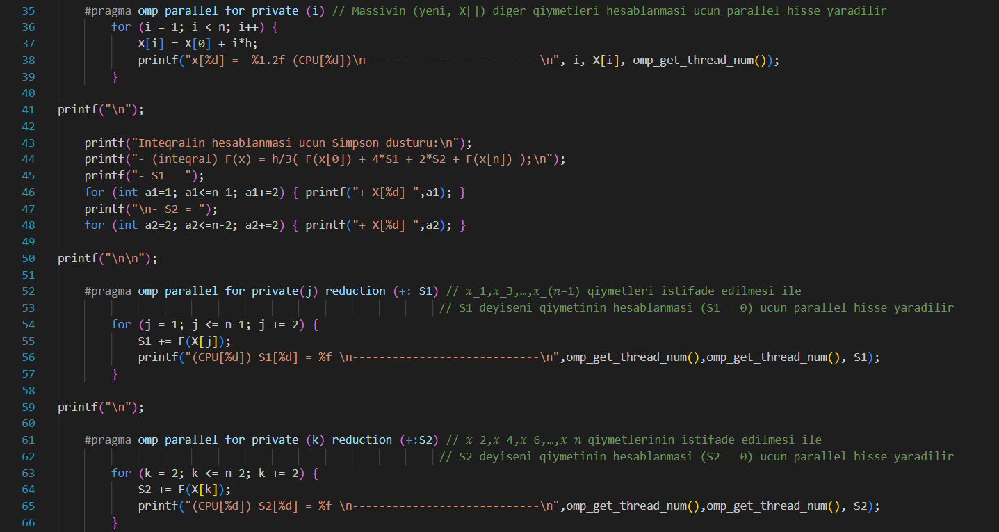 35 #pragma omp parallel for private (i) // Massivin (yeni, X[]) diger qiymetleri hesablanmasi ucun parallel hisse yaradilir
36 for (i = 1; i < n; i++) {
37 X[i] = X[0] + i*h;
38 printf("x[%d] =  %1.2f (CPU[%d])\n--------------------------\n", i, X[i], omp_get_thread_num());
39 }
40
41 printf("\n");
42
43 printf("Inteqralin hesablanmasi ucun Simpson dusturu:\n");
44 printf("- (inteqral) F(x) = h/3( F(x[0]) + 4*S1 + 2*S2 + F(x[n]) );\n");
45 printf("- S1 = ");
46 for (int a1=1; a1<=n-1; a1+=2) { printf("+ X[%d] ",a1); }
47 printf("\n- S2 = ");
48 for (int a2=2; a2<=n-2; a2+=2) { printf("+ X[%d] ",a2); }
49
50 printf("\n\n");
51
52 #pragma omp parallel for private(j) reduction (+: S1) // 𝑥_1,𝑥_3,…,𝑥_(𝑛−1) qiymetleri istifade edilmesi ile
53 // S1 deyiseni qiymetinin hesablanmasi (S1 = 0) ucun parallel hisse yaradilir
54 for (j = 1; j <= n-1; j += 2) {
55 S1 += F(X[j]);
56 printf("(CPU[%d]) S1[%d] = %f \n----------------------------\n",omp_get_thread_num(),omp_get_thread_num(), S1);
57 }
58
59 printf("\n");
60
61 #pragma omp parallel for private (k) reduction (+:S2) // 𝑥_2,𝑥_4,𝑥_6,…,𝑥_𝑛 qiymetlerinin istifade edilmesi ile
62 // S2 deyiseni qiymetinin hesablanmasi (S2 = 0) ucun parallel hisse yaradilir
63 for (k = 2; k <= n-2; k += 2) {
64 S2 += F(X[k]);
65 printf("(CPU[%d]) S2[%d] = %f \n----------------------------\n",omp_get_thread_num(),omp_get_thread_num(), S2);
66 }